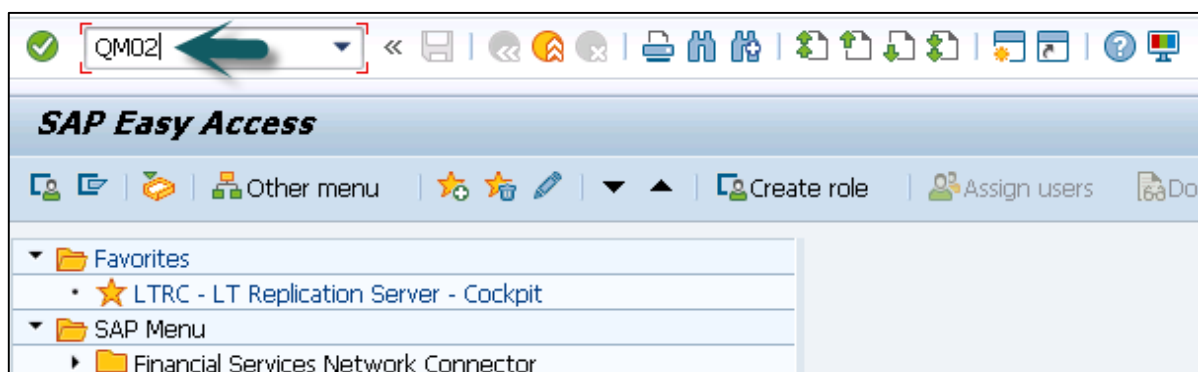 QM02
SAP Easy Access
Other menu Create role Assign users Do
Favorites
LTRC - LT Replication Server - Cockpit
SAP Menu
Financial Services Network Connector